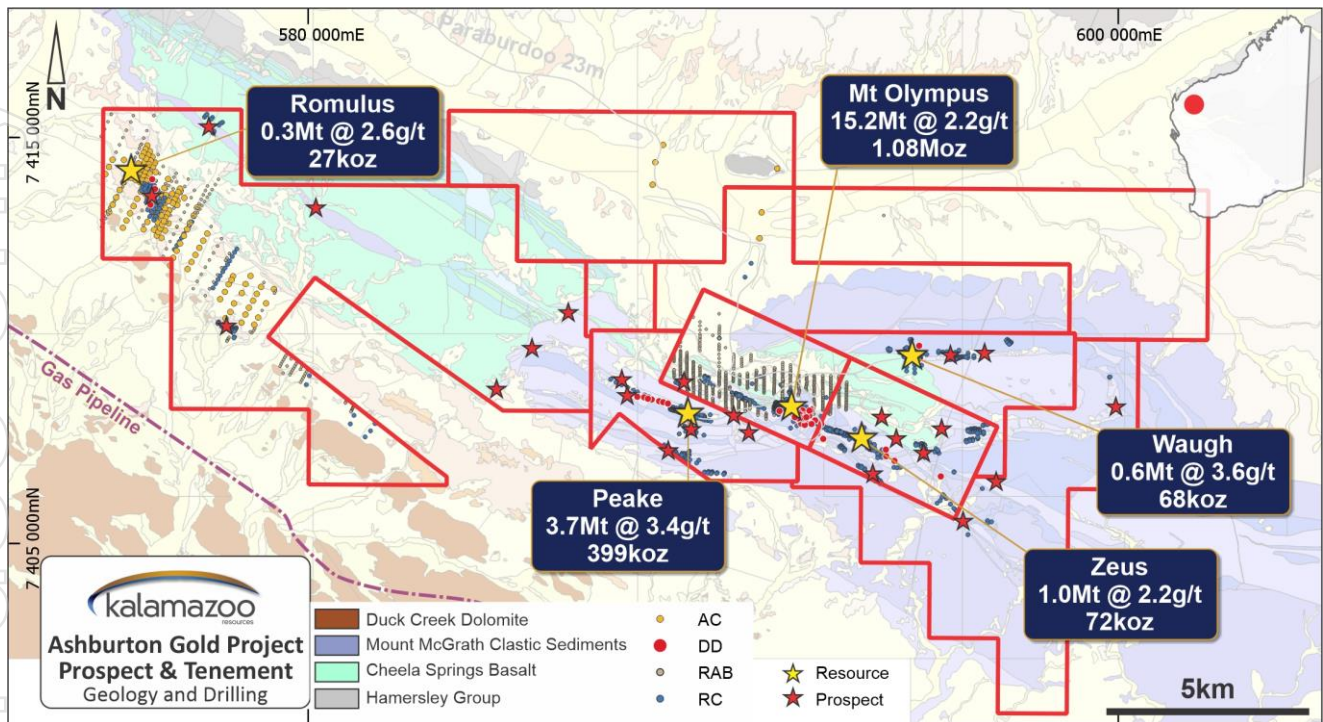 580 000mE
600 000mE
Paraburdoo 23m
N
7 415 000mN
7 405 000mN
Romulus
0.3Mt @ 2.6g/t
27koz
Mt Olympus
15.2Mt @ 2.2g/t
1.08Moz
Gas Pipeline
Peake
3.7Mt @ 3.4g/t
399koz
Waugh
0.6Mt @ 3.6g/t
68koz
Zeus
1.0Mt @ 2.2g/t
72koz
kalamazoo
resources
Ashburton Gold Project
Prospect & Tenement
Geology and Drilling
Duck Creek Dolomite
Mount McGrath Clastic Sediments
Cheela Springs Basalt
Hamersley Group
AC
DD
RAB
RC
Resource
Prospect
5km